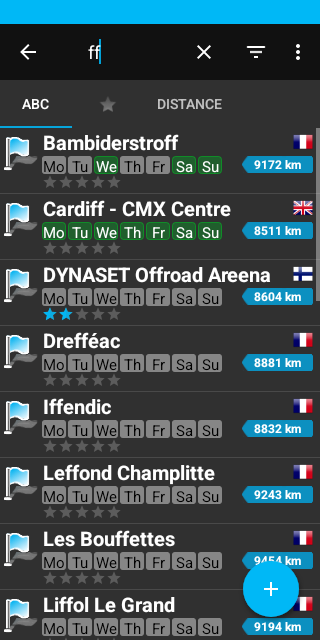 ff
ABC DISTANCE
Bambiderstroff
Mo Tu We Th Fr Sa Su 9172 km
Cardiff - CMX Centre
Mo Tu We Th Fr Sa Su 8511 km
DYNASET Offroad Areena
Mo Tu We Th Fr Sa Su 8604 km
Drefféac
Mo Tu We Th Fr Sa Su 8881 km
Iffendic
Mo Tu We Th Fr Sa Su 8832 km
Leffond Champlitte
Mo Tu We Th Fr Sa Su 9243 km
Les Bouffettes
Mo Tu We Th Fr Sa Su 9454 km
Liffol Le Grand
Mo Tu We Th Fr Sa Su 9194 km